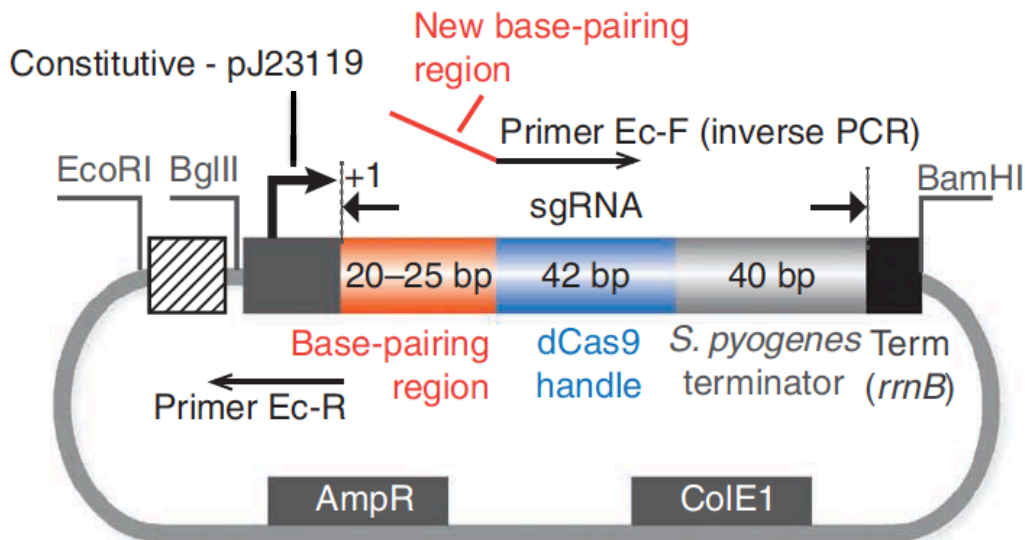 New base-pairing
region
Constitutive - pJ23119
Primer Ec-F (inverse PCR)
EcoRI BglII
+1
sgRNA
BamHI
20–25 bp
42 bp
40 bp
Base-pairing
region
dCas9
handle
S. pyogenes
terminator
Term
(rrnB)
Primer Ec-R
AmpR
ColE1